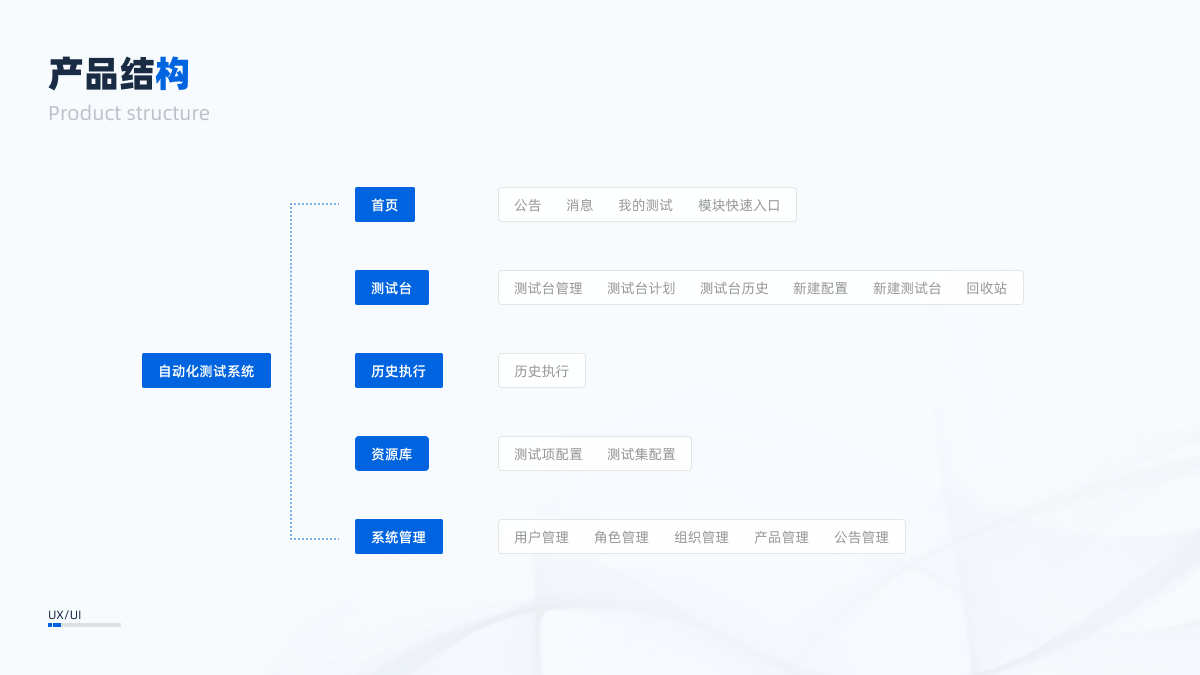 产品结构
Product structure
首页
公告 消息 我的测试 模块快速入口
测试台
测试台管理 测试台计划 测试台历史 新建配置 新建测试台 回收站
自动化测试系统
历史执行
历史执行
资源库
测试项配置 测试集配置
系统管理
用户管理 角色管理 组织管理 产品管理 公告管理
UX/UI